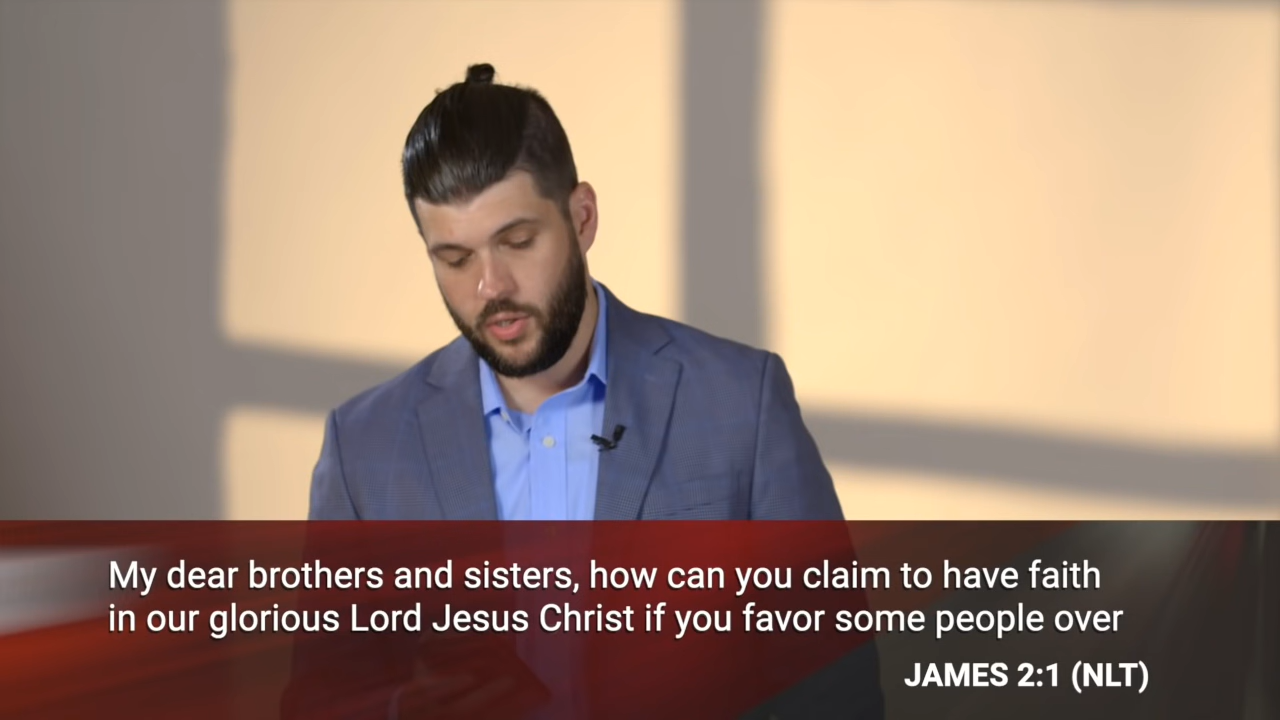 My dear brothers and sisters, how can you claim to have faith
in our glorious Lord Jesus Christ if you favor some people over
JAMES 2:1 (NLT)